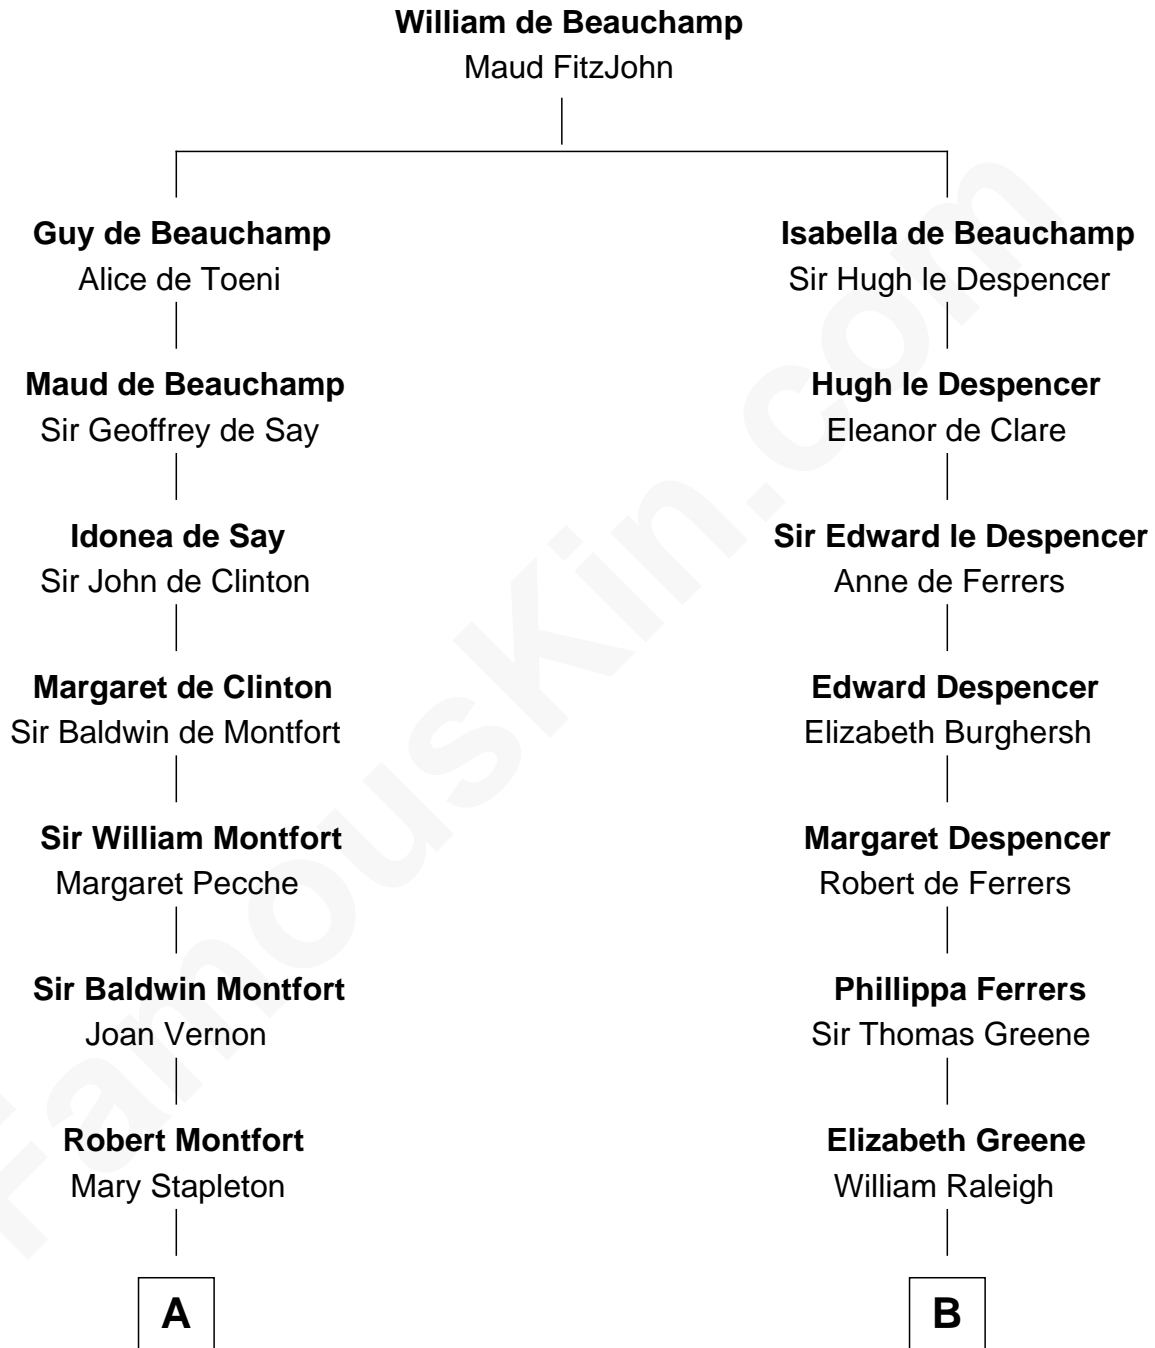 William de Beauchamp
Maud FitzJohn
Guy de Beauchamp
Alice de Toeni
Maud de Beauchamp
Sir Geoffrey de Say
Idonea de Say
Sir John de Clinton
Margaret de Clinton
Sir Baldwin de Montfort
Sir William Montfort
Margaret Pecche
Sir Baldwin Montfort
Joan Vernon
Robert Montfort
Mary Stapleton
A
Isabella de Beauchamp
Sir Hugh le Despencer
Hugh le Despencer
Eleanor de Clare
Sir Edward le Despencer
Anne de Ferrers
Edward Despencer
Elizabeth Burghersh
Margaret Despencer
Robert de Ferrers
Phillippa Ferrers
Sir Thomas Greene
Elizabeth Greene
William Raleigh
B
FamousKin.com